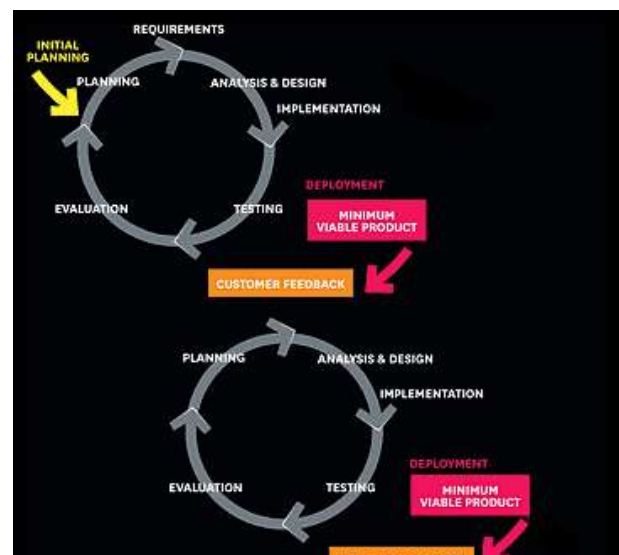 REQUIREMENTS
INITIAL
PLANNING
PLANNING
ANALYSIS & DESIGN
IMPLEMENTATION
DEPLOYMENT
EVALUATION
TESTING
MINIMUM
VIABLE PRODUCT
CUSTOMER FEEDBACK
PLANNING
ANALYSIS & DESIGN
IMPLEMENTATION
DEPLOYMENT
EVALUATION
TESTING
MINIMUM
VIABLE PRODUCT